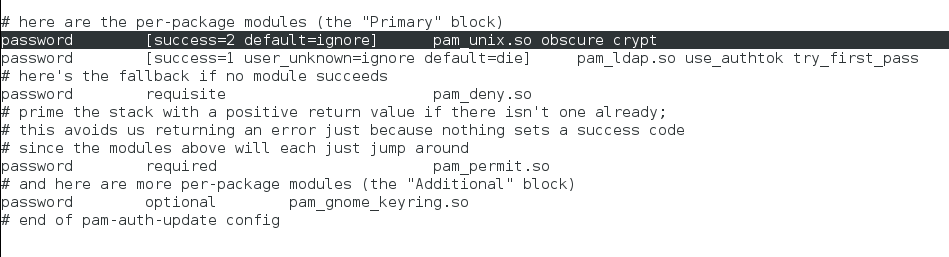 # here are the per-package modules (the "Primary" block)
password        [success=2 default=ignore]      pam_unix.so obscure crypt
password        [success=1 user_unknown=ignore default=die]     pam_ldap.so use_authtok try_first_pass
# here's the fallback if no module succeeds
password        requisite                       pam_deny.so
# prime the stack with a positive return value if there isn't one already;
# this avoids us returning an error just because nothing sets a success code
# since the modules above will each just jump around
password        required                        pam_permit.so
# and here are more per-package modules (the "Additional" block)
password        optional        pam_gnome_keyring.so
# end of pam-auth-update config